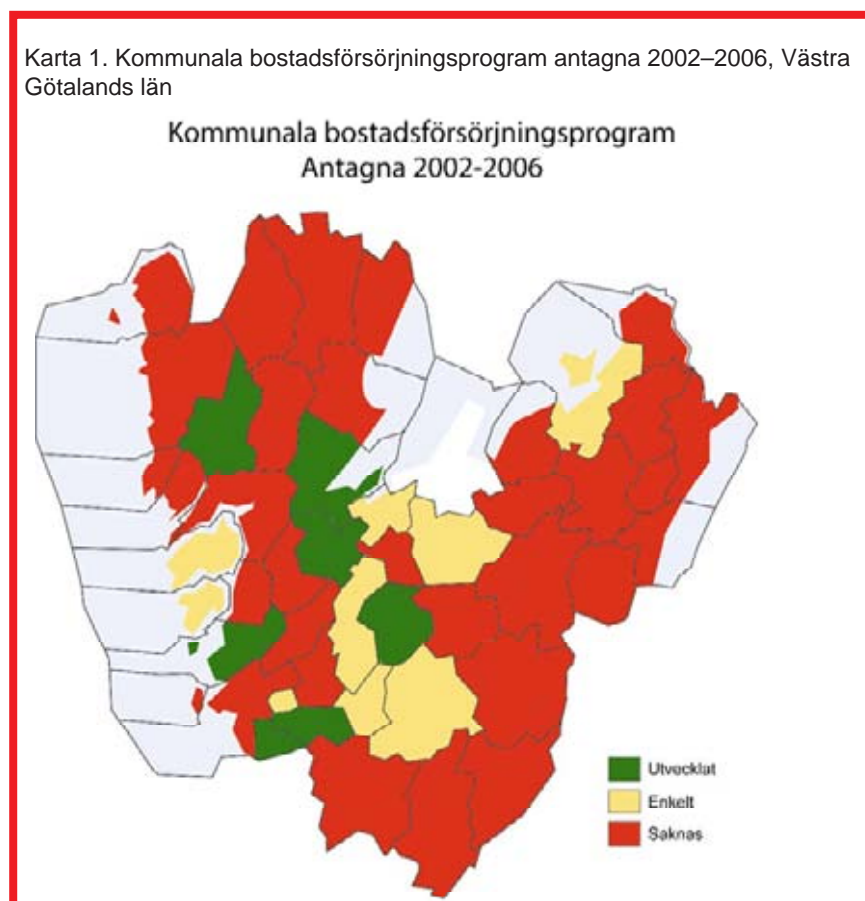 Karta 1. Kommunala bostadsförsörjningsprogram antagna 2002–2006, Västra
Götalands län
Kommunala bostadsförsörjningsprogram
Antagna 2002-2006
Utvecklat
Enkelt
Saknas